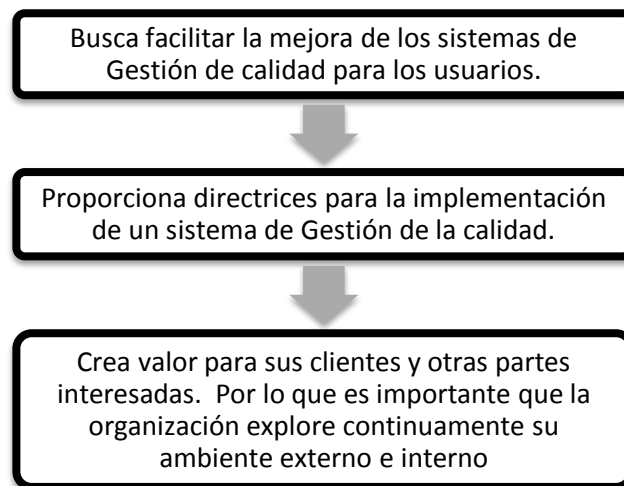 Busca facilitar la mejora de los sistemas de
Gestión de calidad para los usuarios.
Proporciona directrices para la implementación
de un sistema de Gestión de la calidad.
Crea valor para sus clientes y otras partes
interesadas.  Por lo que es importante que la
organización explore continuamente su
ambiente externo e interno